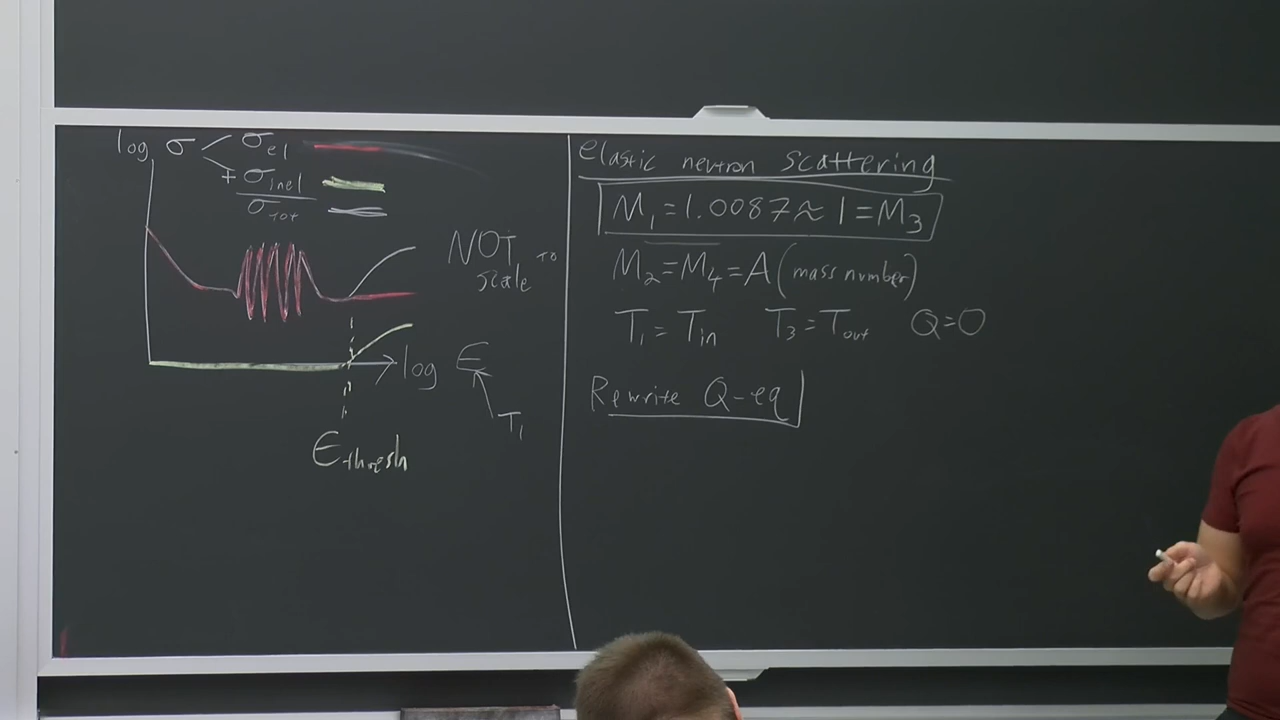 log σ < σel
+ σinel
σtot
NOT to
scale
log E
T₁
Ethresh
elastic neutron scattering
M₁ = 1.0087 ≈ 1 = M₃
M₂ = M₄ = A (mass number)
T₁ = Tin T₃ = Tout Q = 0
Rewrite Q-eq